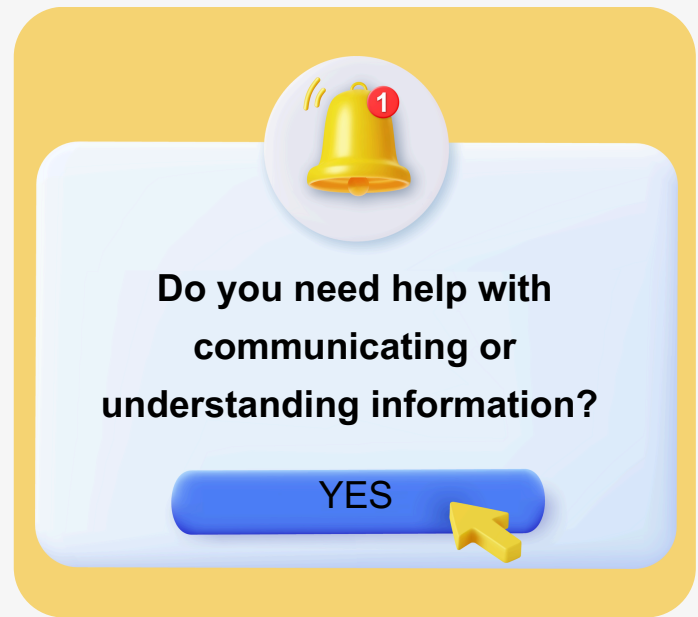 1
Do you need help with
communicating or
understanding information?
YES